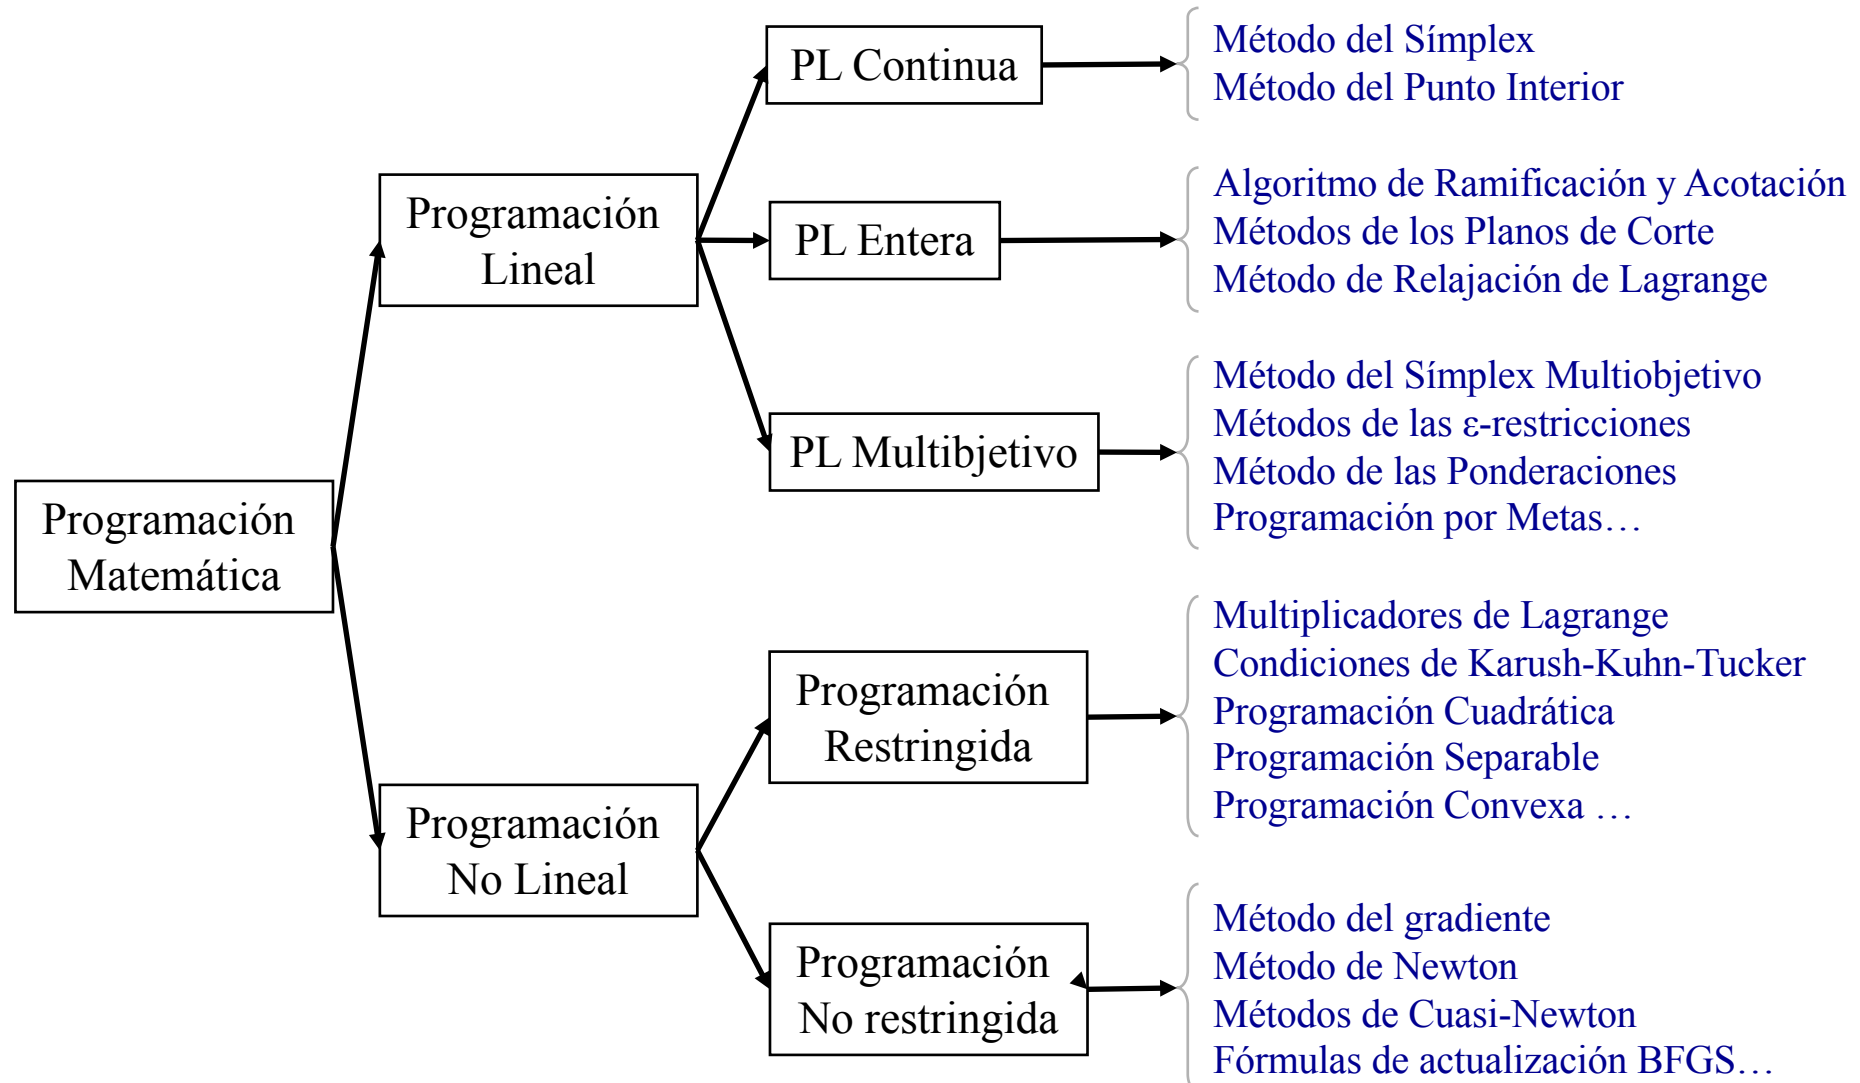 PL Continua
Método del Símplex
Método del Punto Interior
Programación
Lineal
PL Entera
Algoritmo de Ramificación y Acotación
Métodos de los Planos de Corte
Método de Relajación de Lagrange
PL Multibjetivo
Método del Símplex Multiobjetivo
Métodos de las ε-restricciones
Método de las Ponderaciones
Programación por Metas…
Programación
Matemática
Programación
Restringida
Multiplicadores de Lagrange
Condiciones de Karush-Kuhn-Tucker
Programación Cuadrática
Programación Separable
Programación Convexa …
Programación
No Lineal
Programación
No restringida
Método del gradiente
Método de Newton
Métodos de Cuasi-Newton
Fórmulas de actualización BFGS…